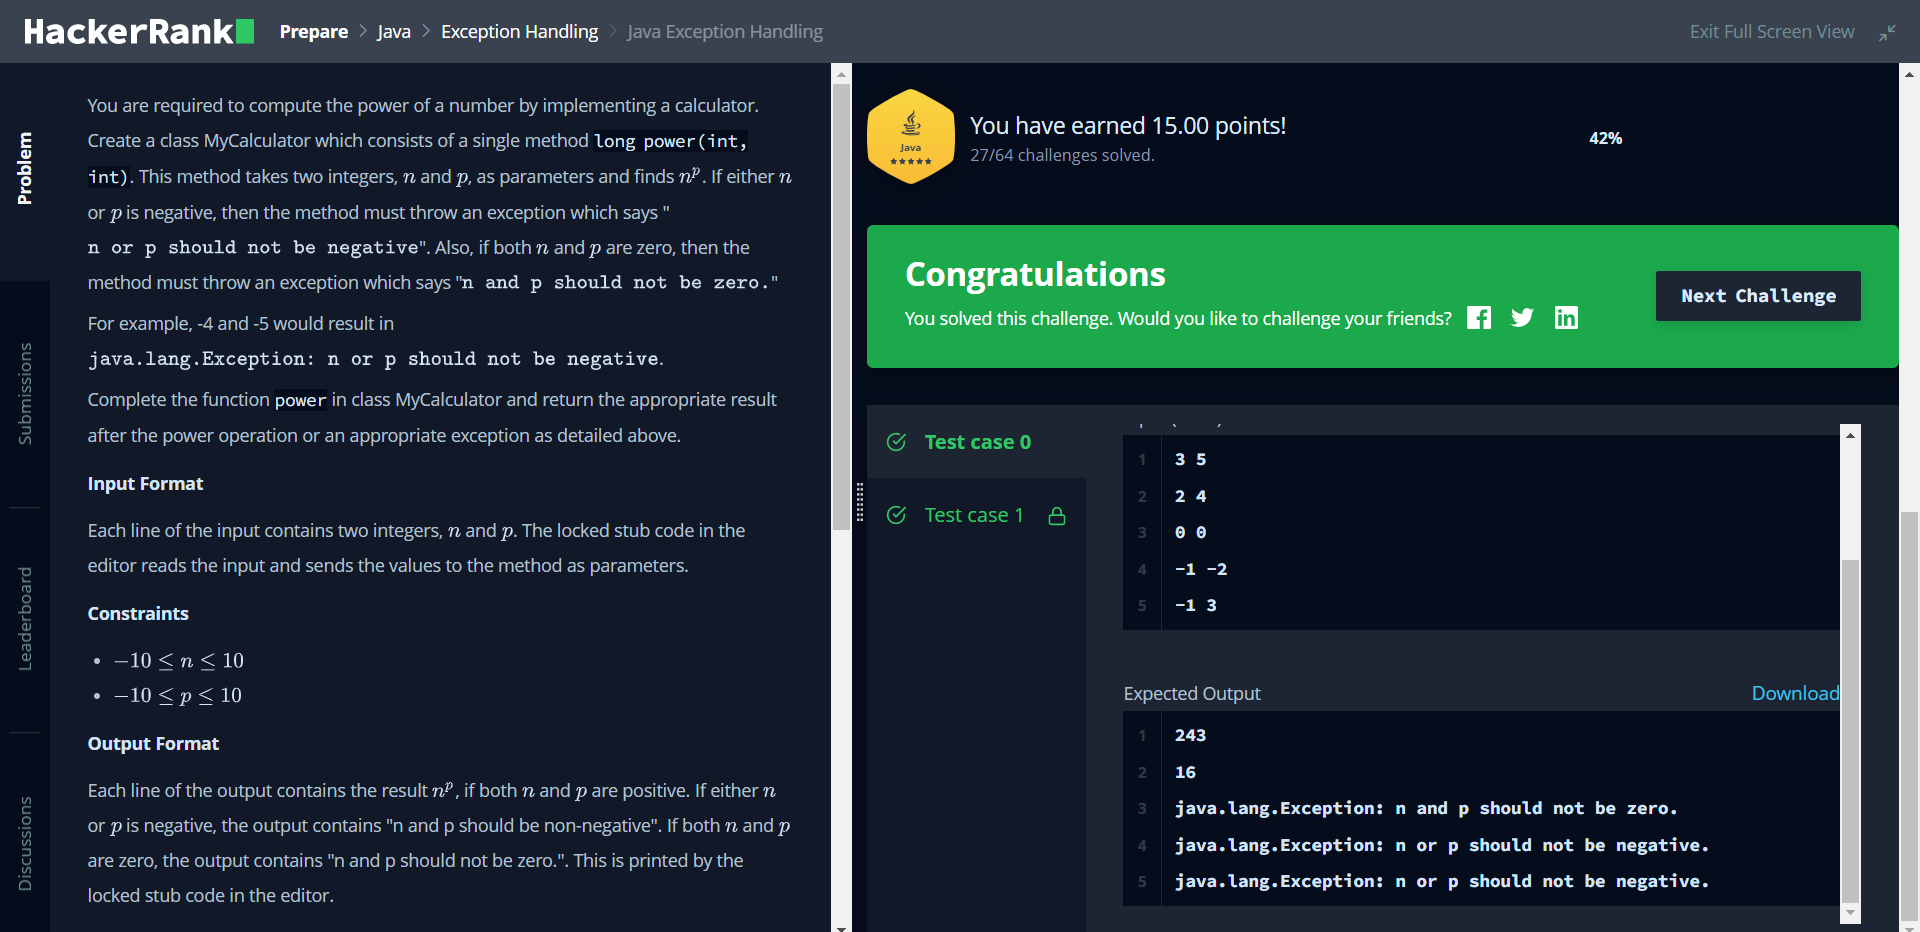 HackerRank
Prepare > Java > Exception Handling > Java Exception Handling
Exit Full Screen View
Problem
Submissions
Leaderboard
Discussions
You are required to compute the power of a number by implementing a calculator.
Create a class MyCalculator which consists of a single method long power(int,
int). This method takes two integers, n and p, as parameters and finds n^p. If either n
or p is negative, then the method must throw an exception which says "
n or p should not be negative". Also, if both n and p are zero, then the
method must throw an exception which says "n and p should not be zero."
For example, -4 and -5 would result in
java.lang.Exception: n or p should not be negative.
Complete the function power in class MyCalculator and return the appropriate result
after the power operation or an appropriate exception as detailed above.
Input Format
Each line of the input contains two integers, n and p. The locked stub code in the
editor reads the input and sends the values to the method as parameters.
Constraints
• −10 ≤ n ≤ 10
• −10 ≤ p ≤ 10
Output Format
Each line of the output contains the result n^p, if both n and p are positive. If either n
or p is negative, the output contains "n and p should be non-negative". If both n and p
are zero, the output contains "n and p should not be zero.". This is printed by the
locked stub code in the editor.
Java
You have earned 15.00 points!
27/64 challenges solved.
42%
Congratulations
You solved this challenge. Would you like to challenge your friends?
Next Challenge
Test case 0
Test case 1
1 3 5
2 2 4
3 0 0
4 -1 -2
5 -1 3
Expected Output
Download
1 243
2 16
3 java.lang.Exception: n and p should not be zero.
4 java.lang.Exception: n or p should not be negative.
5 java.lang.Exception: n or p should not be negative.